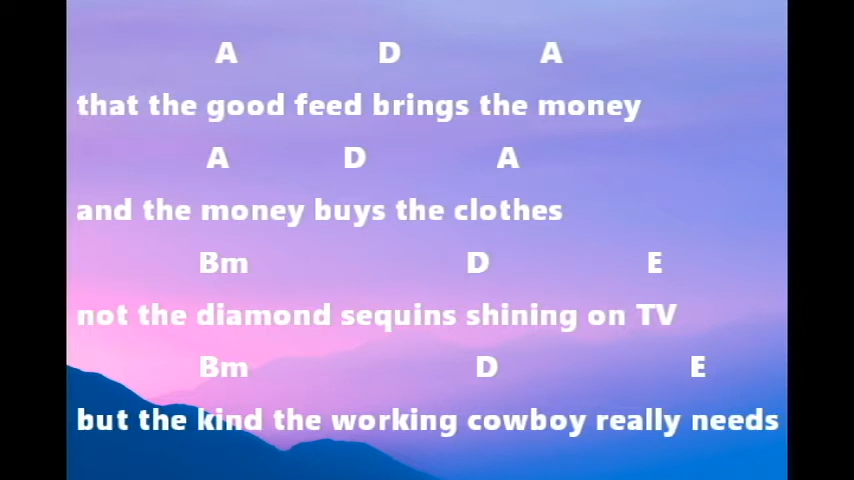 A D A
that the good feed brings the money
A D A
and the money buys the clothes
Bm D E
not the diamond sequins shining on TV
Bm D E
but the kind the working cowboy really needs